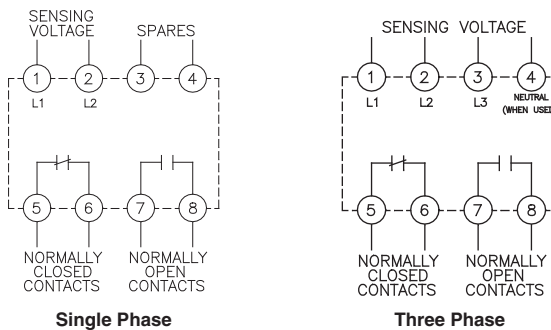 SENSING
VOLTAGE
SPARES
1 2 3 4
L1 L2
5 6 7 8
NORMALLY
CLOSED
CONTACTS
NORMALLY
OPEN
CONTACTS
Single Phase
SENSING VOLTAGE
1 2 3 4
L1 L2 L3 NEUTRAL
(WHEN USED
5 6 7 8
NORMALLY
CLOSED
CONTACTS
NORMALLY
OPEN
CONTACTS
Three Phase